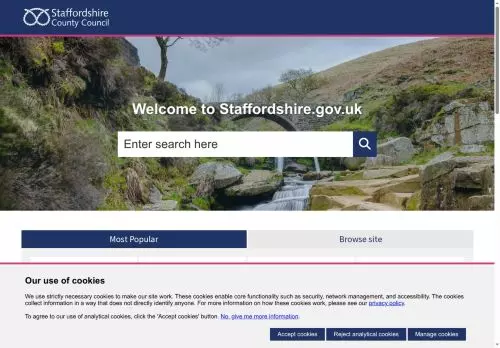 Staffordshire
County Council
Welcome to Staffordshire.gov.uk
Enter search here
Most Popular
Browse site
Our use of cookies
We use strictly necessary cookies to make our site work. These cookies enable core functionality such as security, network management, and accessibility. The cookies
collect information in a way that does not directly identify anyone. For more information on how these cookies work, please see our privacy policy.
To agree to our use of analytical cookies, click the 'Accept cookies' button. No, give me more information.
Accept cookies
Reject analytical cookies
Manage cookies